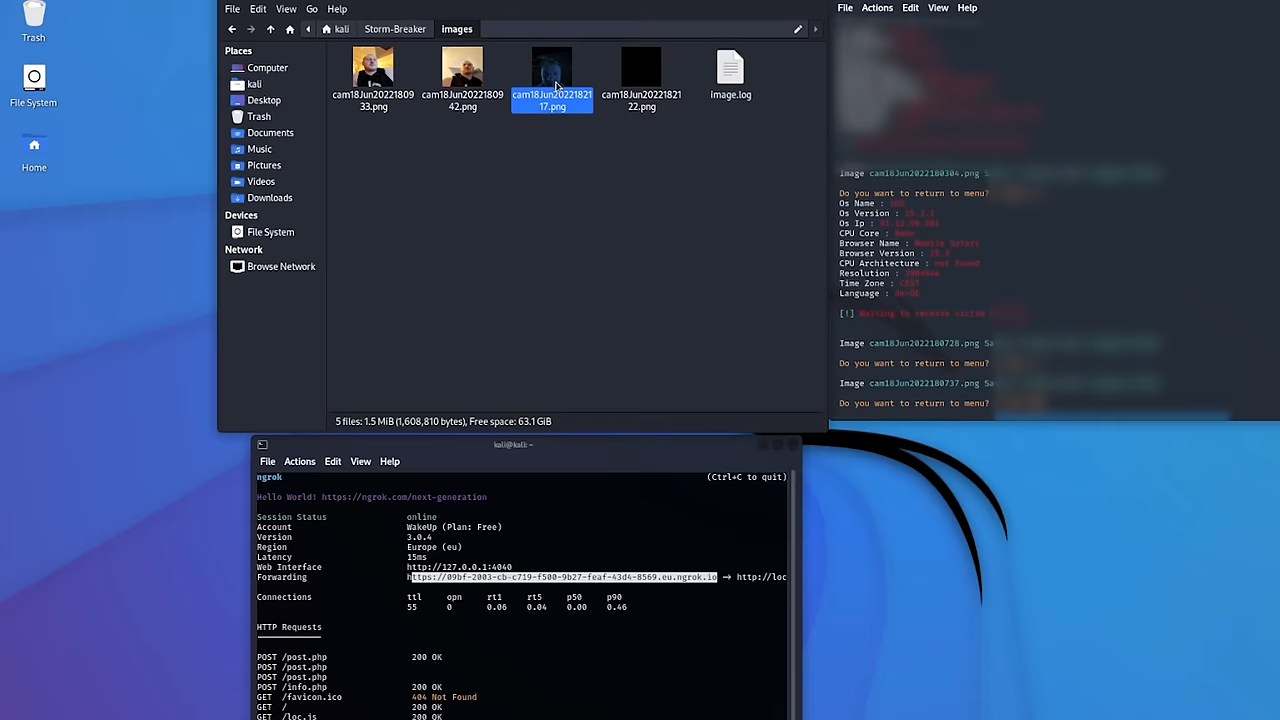 Trash
File System
Home
File Edit View Go Help
kali Storm-Breaker images
Places
Computer
kali
Desktop
Trash
Documents
Music
Pictures
Videos
Downloads
Devices
File System
Network
Browse Network
cam18Jun20221809
33.png
cam18Jun20221809
42.png
cam18Jun20221821
17.png
cam18Jun20221821
22.png
image.log
5 files: 1.5 MiB (1,608,810 bytes), Free space: 63.1 GiB
File Actions Edit View Help
Image cam18Jun2022180304.png
Do you want to return to menu?
Os Name : iOS
Os Version :
Os Ip :
CPU Core : None
Browser Name : Mobile Safari
Browser Version :
CPU Architecture : not found
Resolution :
Time Zone : CEST
Language : de-DE
[!] Waiting to receive victim
Image cam18Jun2022180728.png
Do you want to return to menu?
Image cam18Jun2022180737.png
Do you want to return to menu?
kali@kali: ~
File Actions Edit View Help
ngrok (Ctrl+C to quit)
Hello World! https://ngrok.com/next-generation
Session Status online
Account WakeUp (Plan: Free)
Version 3.0.4
Region Europe (eu)
Latency 15ms
Web Interface http://127.0.0.1:4040
Forwarding https://09bf-2003-cb-c719-f500-9b27-feaf-43d4-8569.eu.ngrok.io → http://loc
Connections ttl opn rt1 rt5 p50 p90
55 0 0.06 0.04 0.00 0.46
HTTP Requests
POST /post.php 200 OK
POST /post.php
POST /post.php
POST /info.php 200 OK
GET /favicon.ico 404 Not Found
GET / 200 OK
GET /loc.js 200 OK